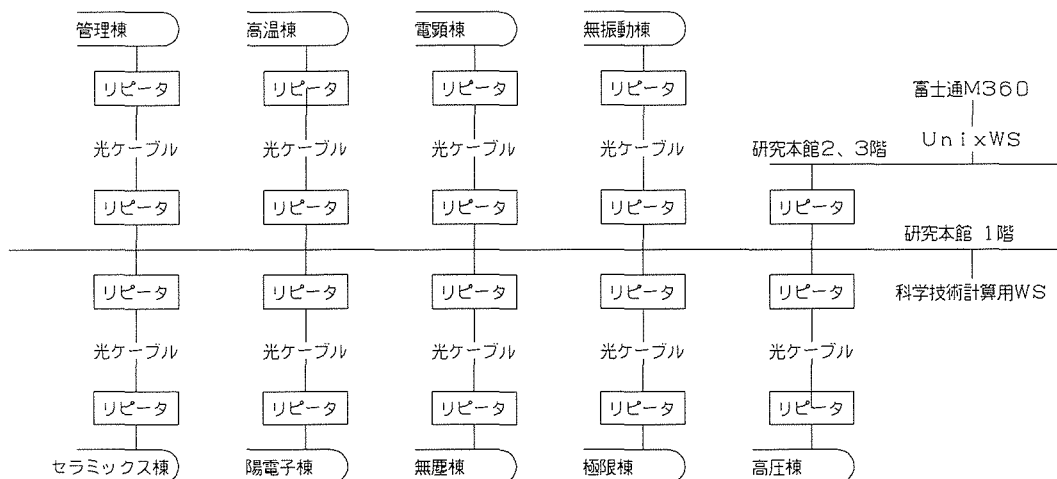 管理棟 高温棟 電顕棟 無振動棟
リピータ リピータ リピータ リピータ 富士通M360
光ケーブル 光ケーブル 光ケーブル 光ケーブル 研究本館2、3階 UnixWS
リピータ リピータ リピータ リピータ リピータ
研究本館 1階
リピータ リピータ リピータ リピータ リピータ 科学技術計算用WS
光ケーブル 光ケーブル 光ケーブル 光ケーブル 光ケーブル
リピータ リピータ リピータ リピータ リピータ
セラミックス棟 陽電子棟 無塵棟 極限棟 高圧棟